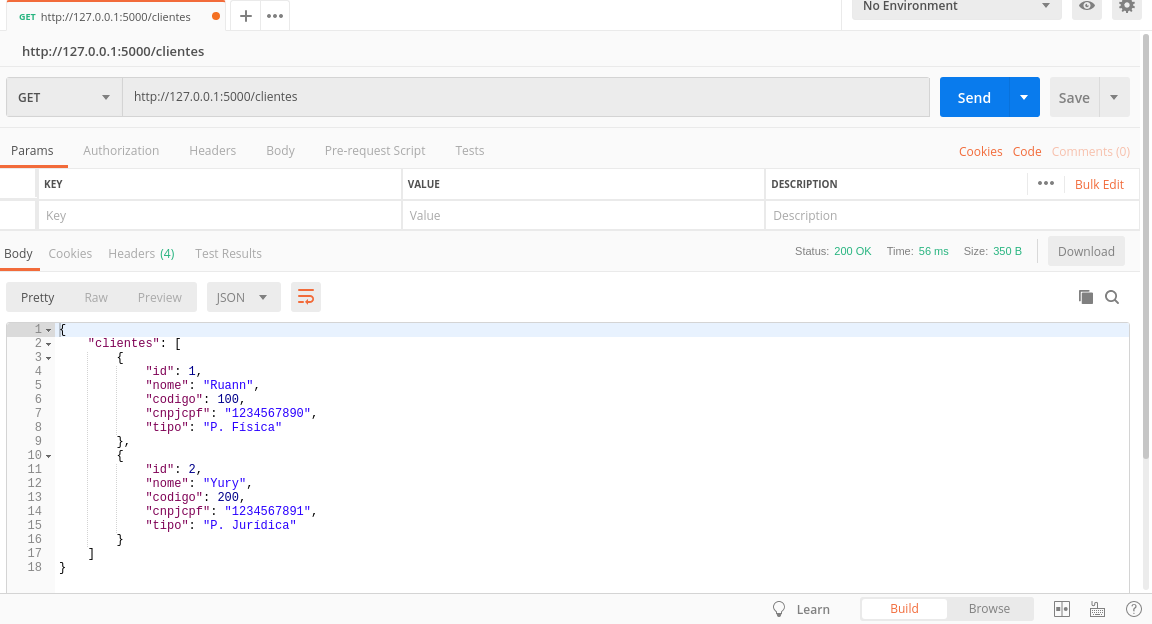 GET http://127.0.0.1:5000/clientes
No Environment
http://127.0.0.1:5000/clientes
GET http://127.0.0.1:5000/clientes Send Save
Params Authorization Headers Body Pre-request Script Tests Cookies Code Comments (0)
KEY VALUE DESCRIPTION Bulk Edit
Key Value Description
Body Cookies Headers (4) Test Results Status: 200 OK Time: 56 ms Size: 350 B Download
Pretty Raw Preview JSON
1 {
2 "clientes": [
3 {
4 "id": 1,
5 "nome": "Ruann",
6 "codigo": 100,
7 "cnpjcpf": "1234567890",
8 "tipo": "P. Física"
9 },
10 {
11 "id": 2,
12 "nome": "Yury",
13 "codigo": 200,
14 "cnpjcpf": "1234567891",
15 "tipo": "P. Jurídica"
16 }
17 ]
18 }
Learn Build Browse